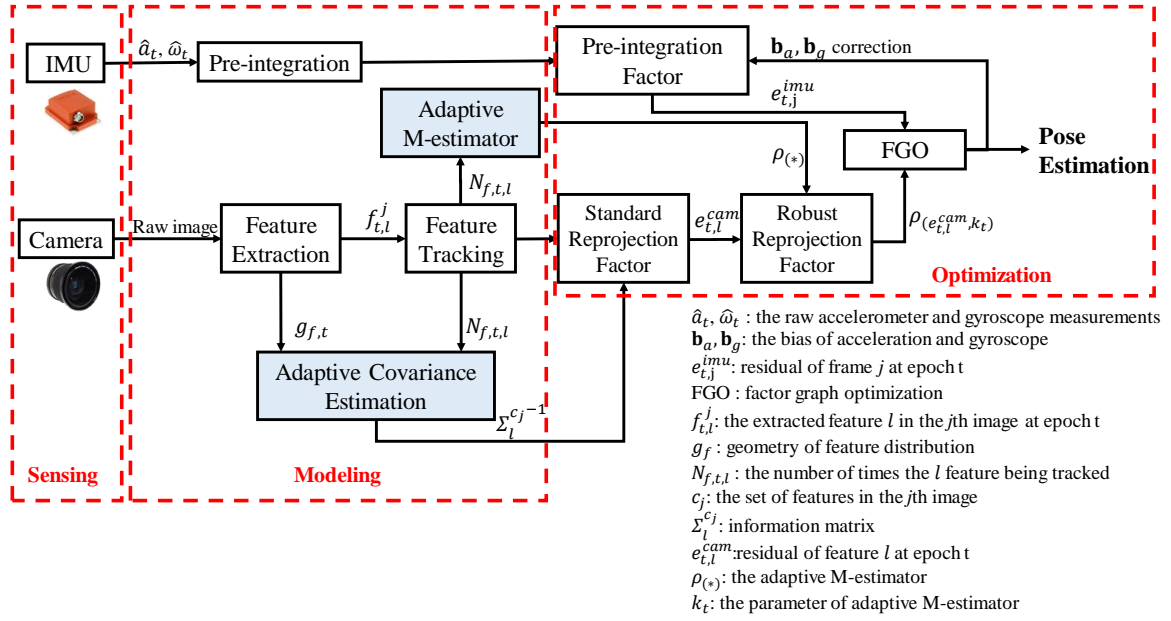 IMU
â_t, ω̂_t
Pre-integration
Pre-integration
Factor
b_a, b_g correction
e_{t,j}^{imu}
Adaptive
M-estimator
ρ_{(*)}
FGO
Pose
Estimation
N_{f,t,l}
Camera
Raw image
Feature
Extraction
f_{t,l}^{j}
Feature
Tracking
Standard
Reprojection
Factor
e_{t,l}^{cam}
Robust
Reprojection
Factor
ρ_{(e_{t,l}^{cam},k_t)}
Optimization
g_{f,t}
N_{f,t,l}
Adaptive Covariance
Estimation
Σ_l^{c_j −1}
Sensing
Modeling
â_t, ω̂_t : the raw accelerometer and gyroscope measurements
b_a, b_g: the bias of acceleration and gyroscope
e_{t,j}^{imu}: residual of frame j at epoch t
FGO : factor graph optimization
f_{t,l}^{j}: the extracted feature l in the jth image at epoch t
g_f : geometry of feature distribution
N_{f,t,l} : the number of times the l feature being tracked
c_j: the set of features in the jth image
Σ_l^{c_j}: information matrix
e_{t,l}^{cam}:residual of feature l at epoch t
ρ_{(*)}: the adaptive M-estimator
k_t: the parameter of adaptive M-estimator